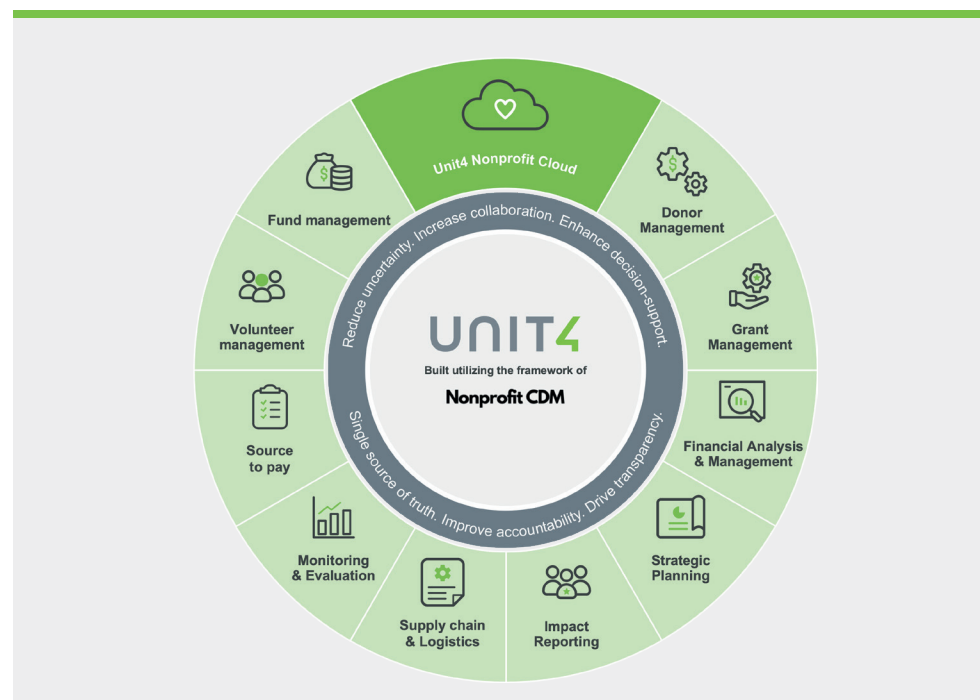 Unit4 Nonprofit Cloud
Donor
Management
Grant
Management
Financial Analysis
& Management
Strategic
Planning
Impact
Reporting
Supply chain
& Logistics
Monitoring
& Evaluation
Source
to pay
Volunteer
management
Fund management
Reduce uncertainty. Increase collaboration. Enhance decision-support.
Single source of truth. Improve accountability. Drive transparency.
UNIT4
Built utilizing the framework of
Nonprofit CDM